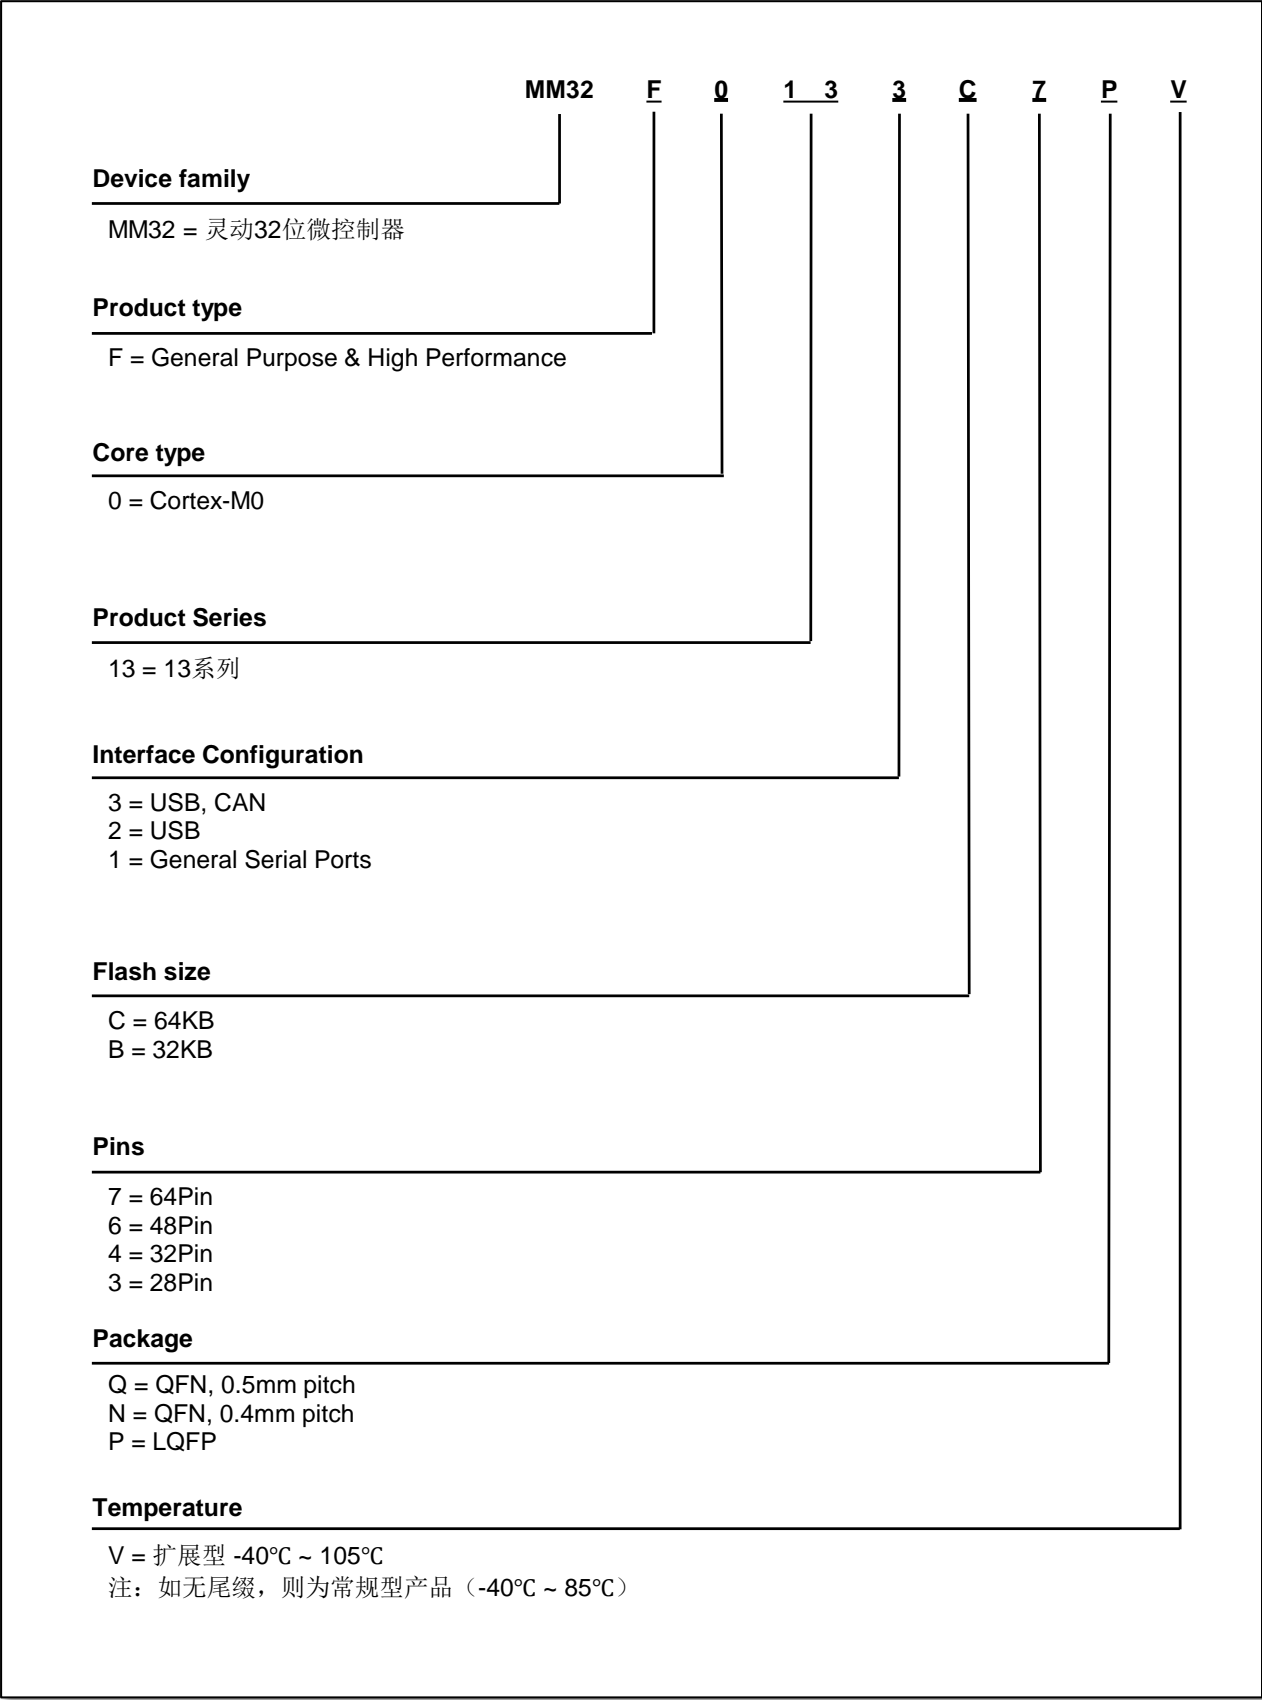 MM32 F 0 1 3 3 C 7 P V
Device family
MM32 = 灵动32位微控制器
Product type
F = General Purpose & High Performance
Core type
0 = Cortex-M0
Product Series
13 = 13系列
Interface Configuration
3 = USB, CAN
2 = USB
1 = General Serial Ports
Flash size
C = 64KB
B = 32KB
Pins
7 = 64Pin
6 = 48Pin
4 = 32Pin
3 = 28Pin
Package
Q = QFN, 0.5mm pitch
N = QFN, 0.4mm pitch
P = LQFP
Temperature
V = 扩展型 -40℃ ~ 105℃
注：如无尾缀，则为常规型产品（-40℃ ~ 85℃）